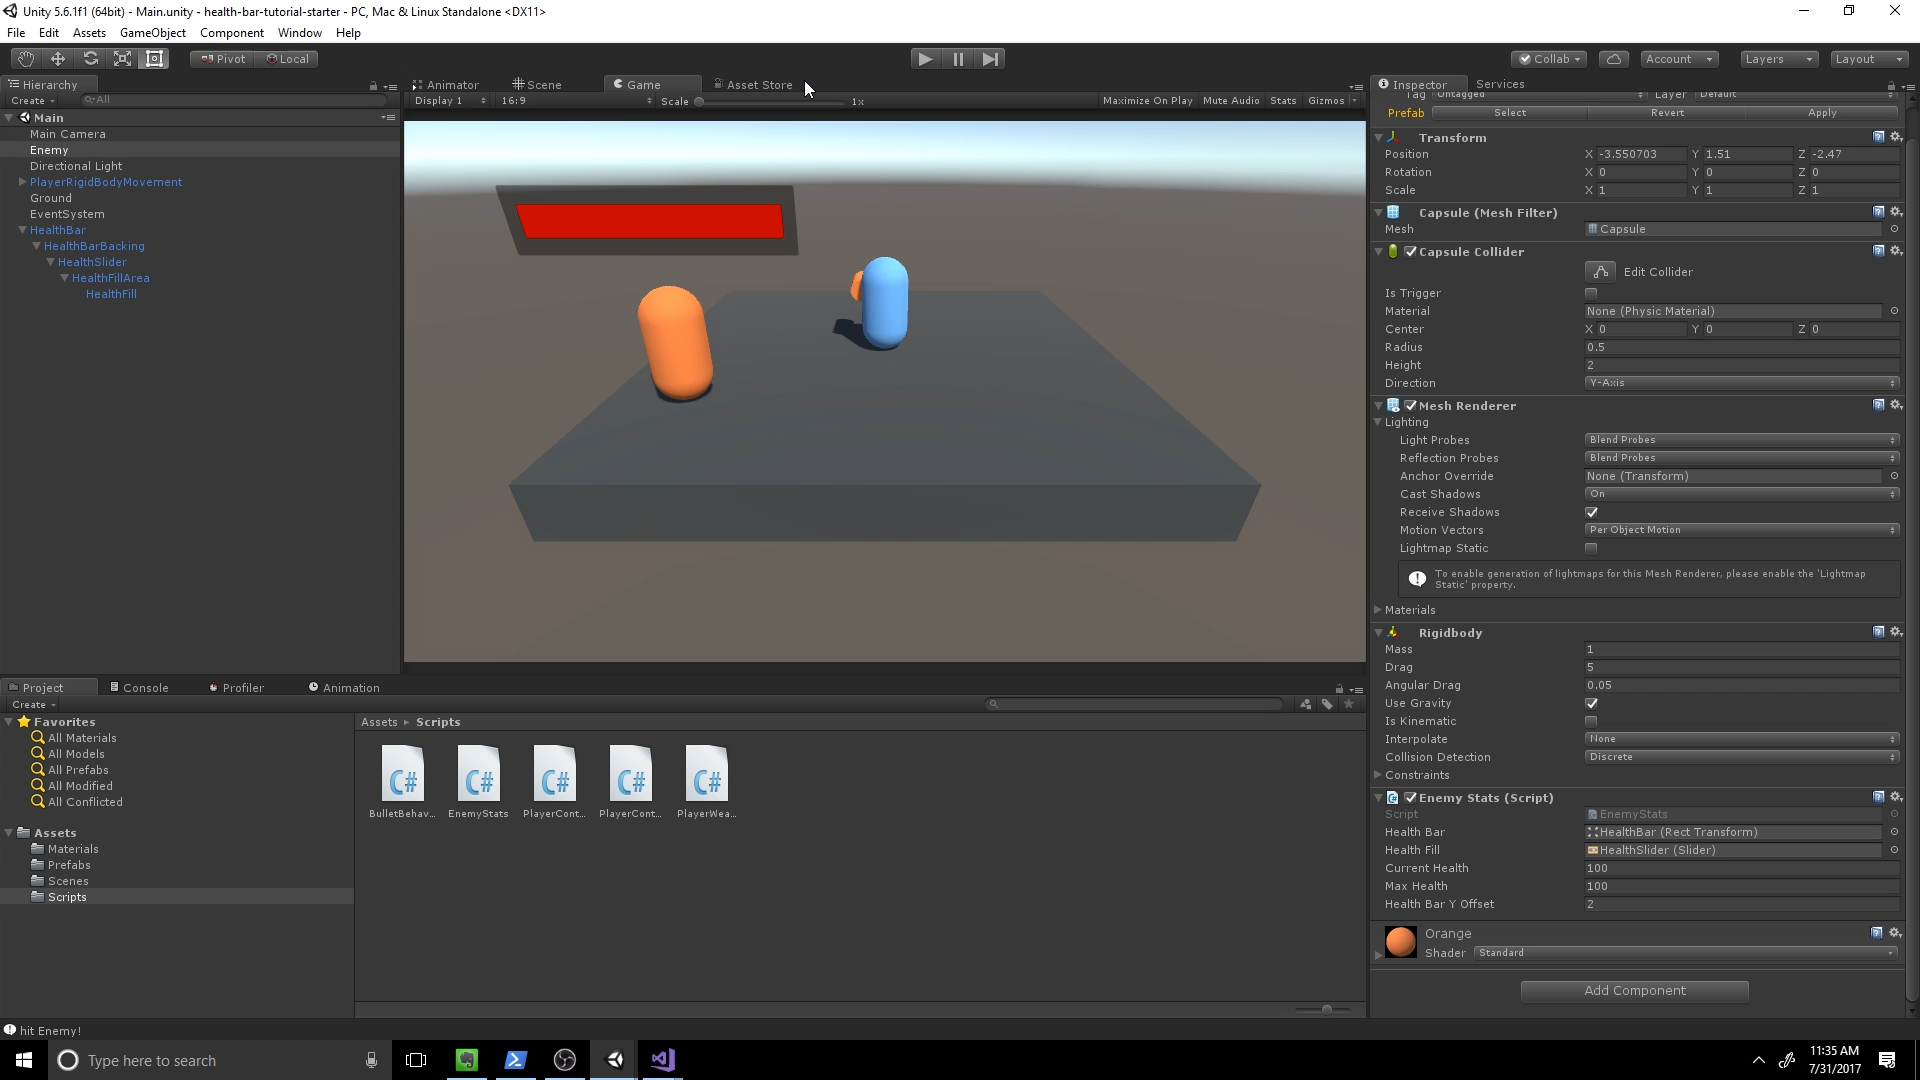 Unity 5.6.1f1 (64bit) - Main.unity - health-bar-tutorial-starter - PC, Mac & Linux Standalone <DX11>
File Edit Assets GameObject Component Window Help
Pivot Local
Collab Account Layers Layout
Hierarchy
Create All
Main
Main Camera
Enemy
Directional Light
PlayerRigidBodyMovement
Ground
EventSystem
HealthBar
HealthBarBacking
HealthSlider
HealthFillArea
HealthFill
Animator Scene Game Asset Store
Display 1 16:9 Scale 1x Maximize On Play Mute Audio Stats Gizmos
Inspector Services
Tag Untagged Layer Default
Prefab Select Revert Apply
Transform
Position X -3.550703 Y 1.51 Z -2.47
Rotation X 0 Y 0 Z 0
Scale X 1 Y 1 Z 1
Capsule (Mesh Filter)
Mesh Capsule
Capsule Collider
Edit Collider
Is Trigger
Material None (Physic Material)
Center X 0 Y 0 Z 0
Radius 0.5
Height 2
Direction Y-Axis
Mesh Renderer
Lighting
Light Probes Blend Probes
Reflection Probes Blend Probes
Anchor Override None (Transform)
Cast Shadows On
Receive Shadows
Motion Vectors Per Object Motion
Lightmap Static
To enable generation of lightmaps for this Mesh Renderer, please enable the 'Lightmap
Static' property.
Materials
Rigidbody
Mass 1
Drag 5
Angular Drag 0.05
Use Gravity
Is Kinematic
Interpolate None
Collision Detection Discrete
Constraints
Enemy Stats (Script)
Script EnemyStats
Health Bar HealthBar (Rect Transform)
Health Fill HealthSlider (Slider)
Current Health 100
Max Health 100
Health Bar Y Offset 2
Orange
Shader Standard
Add Component
Project Console Profiler Animation
Create
Favorites
All Materials
All Models
All Prefabs
All Modified
All Conflicted
Assets
Materials
Prefabs
Scenes
Scripts
Assets Scripts
C# C# C# C# C#
BulletBehav... EnemyStats PlayerCont... PlayerCont... PlayerWea...
hit Enemy!
Type here to search
11:35 AM
7/31/2017